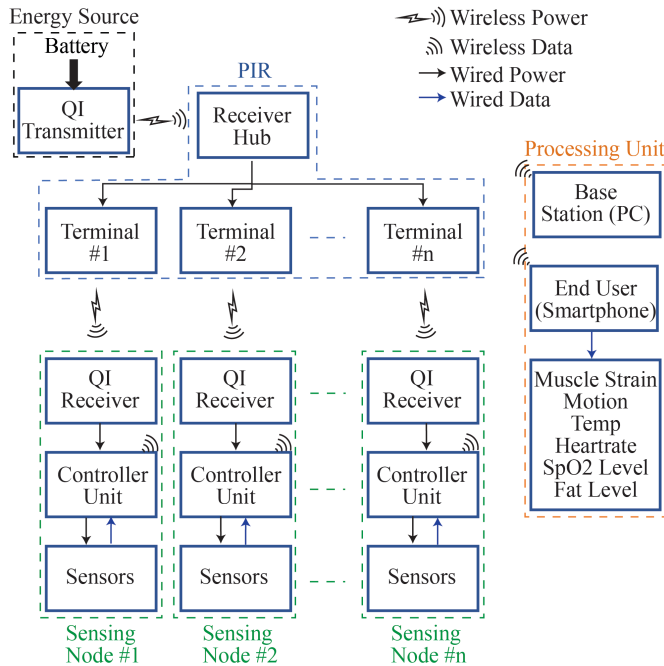 Energy Source
Battery
QI
Transmitter
Wireless Power
Wireless Data
Wired Power
Wired Data
PIR
Receiver
Hub
Terminal
#1
Terminal
#2
Terminal
#n
QI
Receiver
Controller
Unit
Sensors
Sensing
Node #1
QI
Receiver
Controller
Unit
Sensors
Sensing
Node #2
QI
Receiver
Controller
Unit
Sensors
Sensing
Node #n
Processing Unit
Base
Station (PC)
End User
(Smartphone)
Muscle Strain
Motion
Temp
Heartrate
SpO2 Level
Fat Level